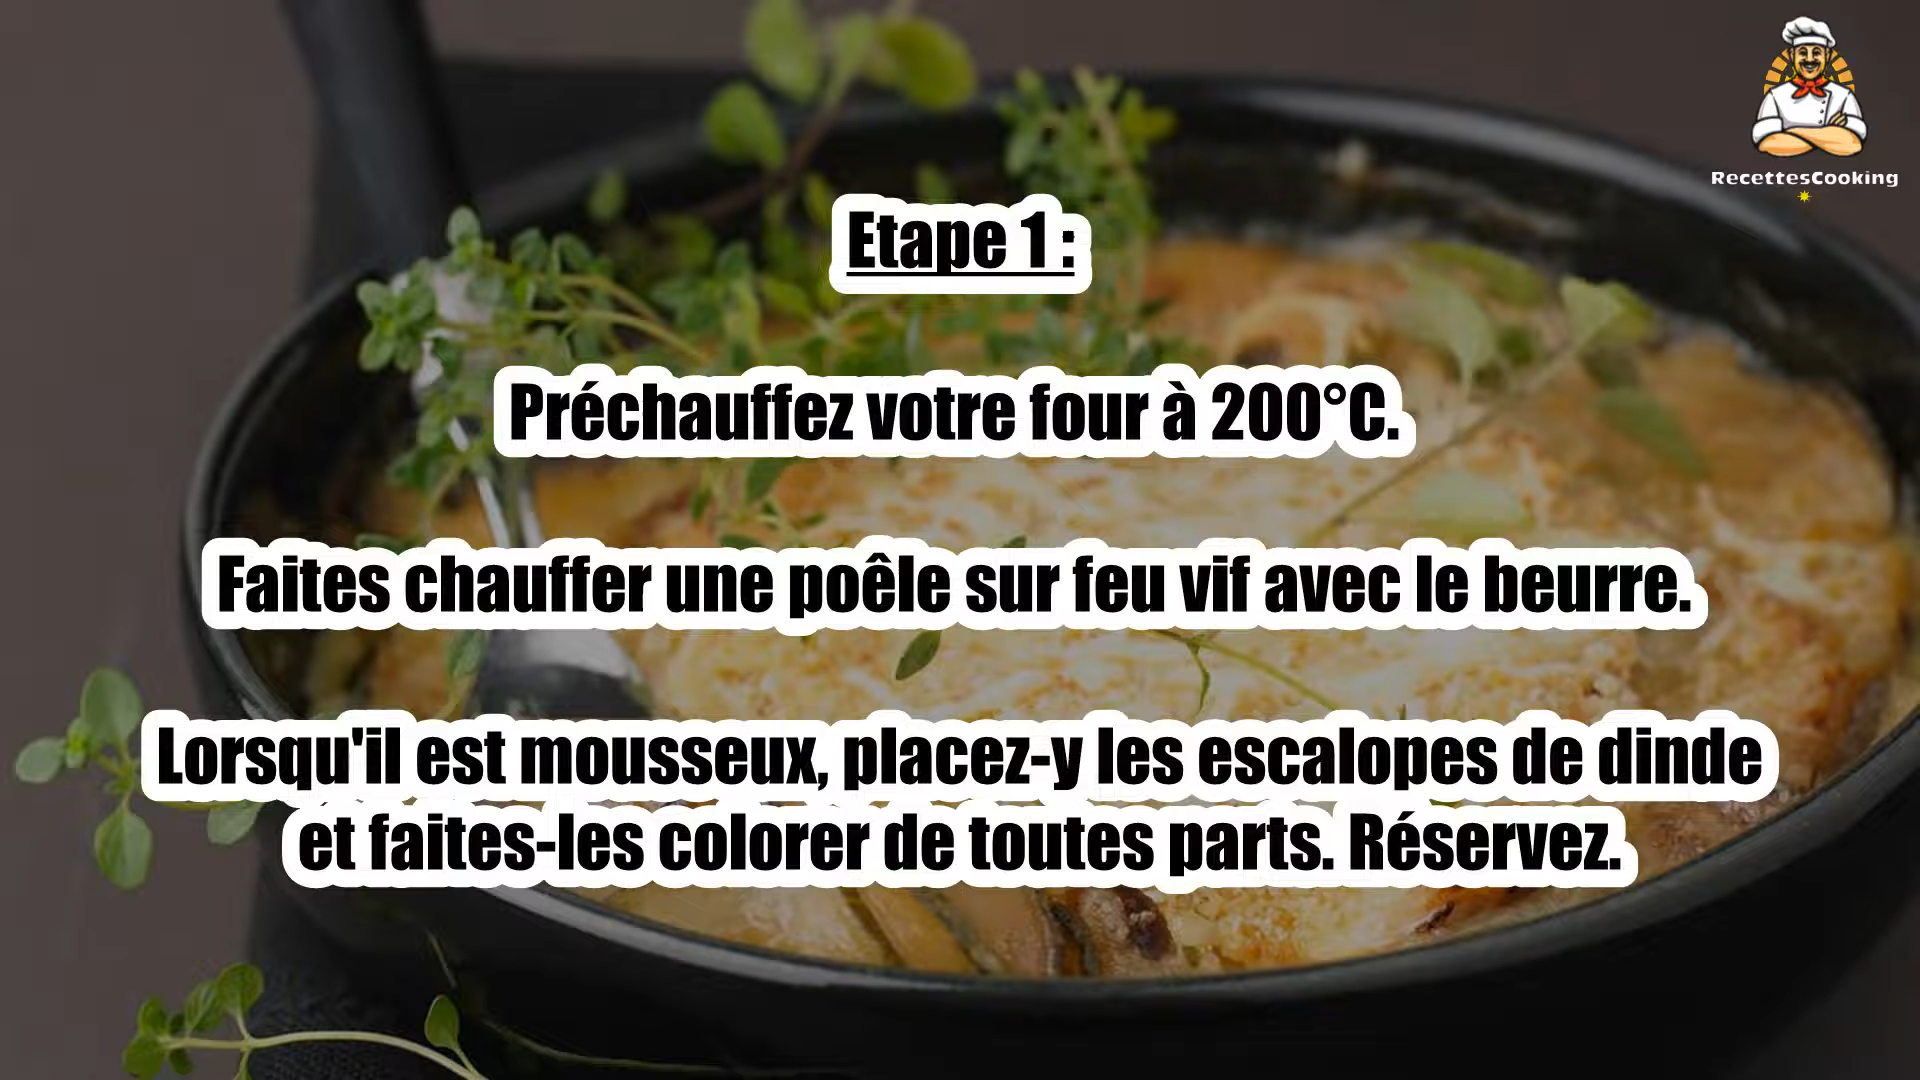 RecettesCooking
Etape 1 :
Préchauffez votre four à 200°C.
Faites chauffer une poêle sur feu vif avec le beurre.
Lorsqu'il est mousseux, placez-y les escalopes de dinde
et faites-les colorer de toutes parts. Réservez.